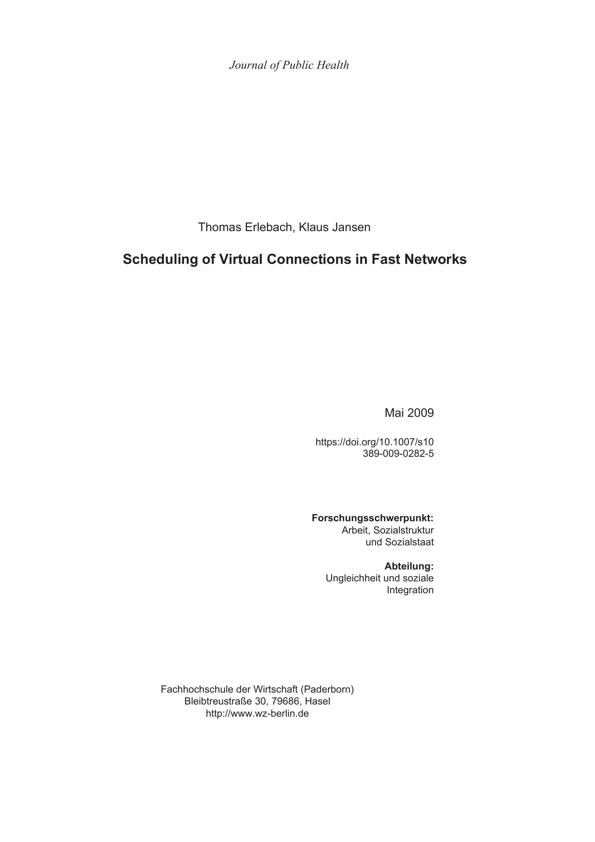 Journal of Public Health
Thomas Erlebach, Klaus Jansen
Scheduling of Virtual Connections in Fast Networks
Mai 2009
https://doi.org/10.1007/s10
389-009-0282-5
Forschungsschwerpunkt:
Arbeit, Sozialstruktur
und Sozialstaat
Abteilung:
Ungleichheit und soziale
Integration
Fachhochschule der Wirtschaft (Paderborn)
Bleibtreustraße 30, 79686, Hasel
http://www.wz-berlin.de